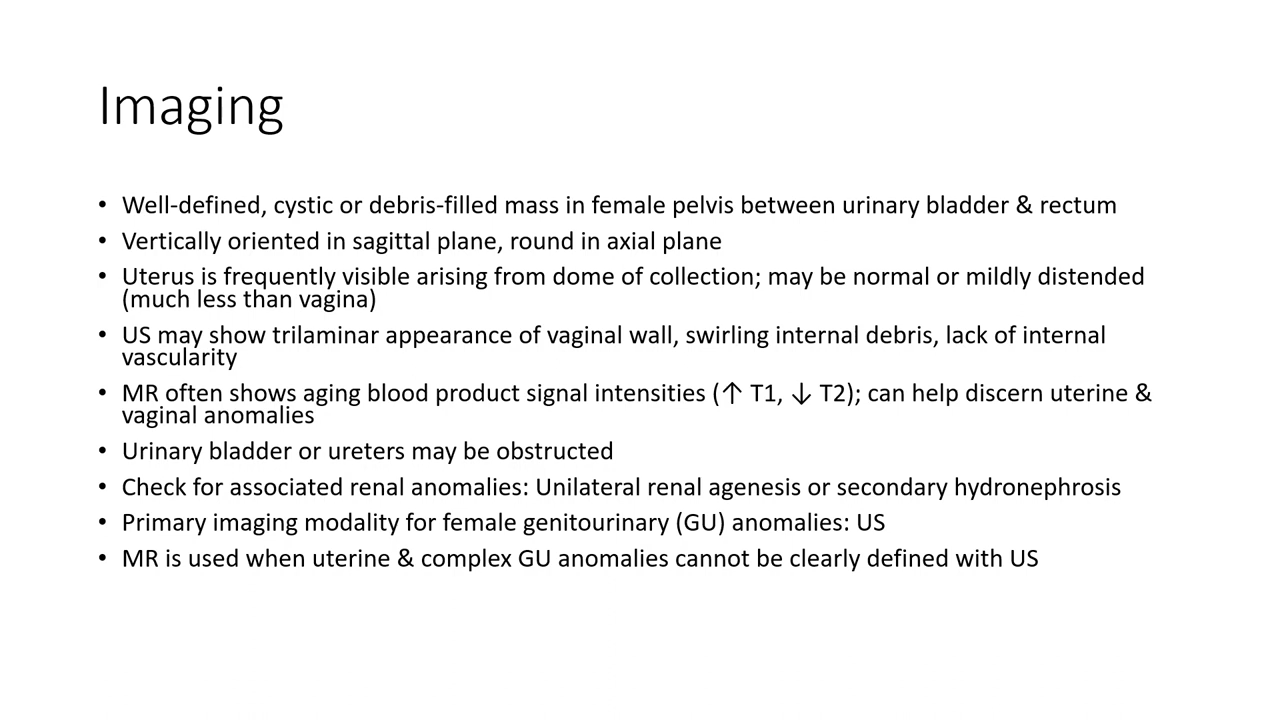 Imaging
• Well-defined, cystic or debris-filled mass in female pelvis between urinary bladder & rectum
• Vertically oriented in sagittal plane, round in axial plane
• Uterus is frequently visible arising from dome of collection; may be normal or mildly distended
(much less than vagina)
• US may show trilaminar appearance of vaginal wall, swirling internal debris, lack of internal
vascularity
• MR often shows aging blood product signal intensities (↑ T1, ↓ T2); can help discern uterine &
vaginal anomalies
• Urinary bladder or ureters may be obstructed
• Check for associated renal anomalies: Unilateral renal agenesis or secondary hydronephrosis
• Primary imaging modality for female genitourinary (GU) anomalies: US
• MR is used when uterine & complex GU anomalies cannot be clearly defined with US